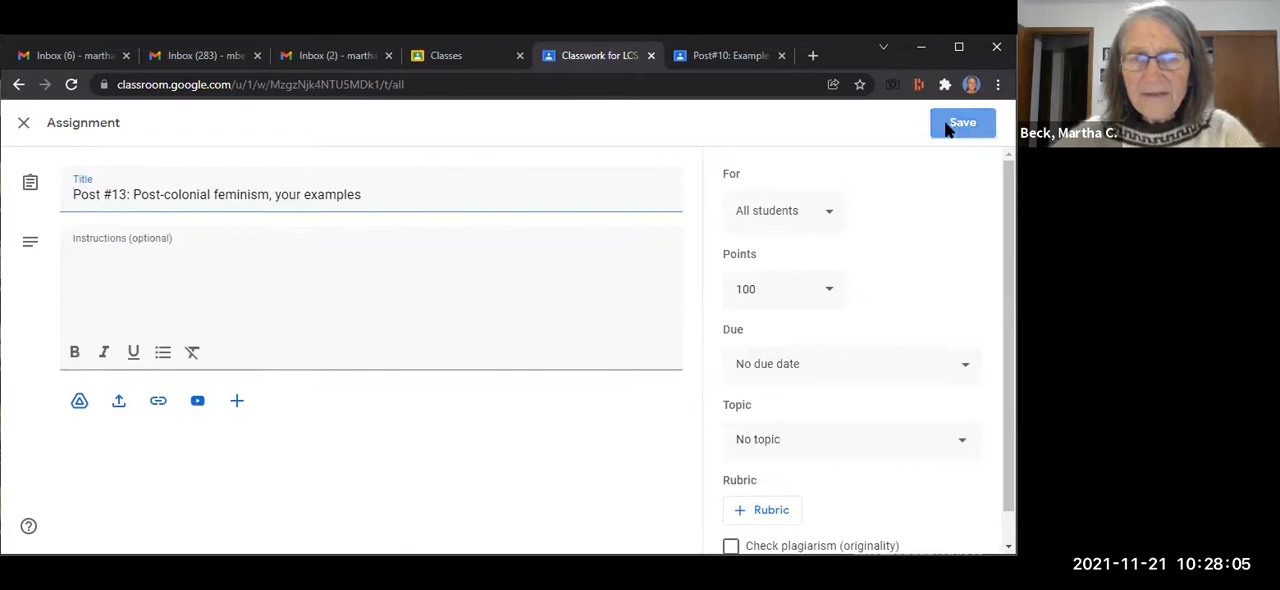 Inbox (6) - martha
Inbox (283) - mbe
Inbox (2) - martha
Classes
Classwork for LCS
Post#10: Example
classroom.google.com/u/1/w/MzgzNjk4NTU5MDk1/t/all
Assignment
Save
Beck, Martha C.
Title
Post #13: Post-colonial feminism, your examples
Instructions (optional)
B I U
For
All students
Points
100
Due
No due date
Topic
No topic
Rubric
+ Rubric
Check plagiarism (originality)
2021-11-21 10:28:05